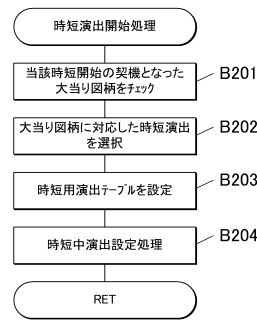 時短演出開始処理
当該時短開始の契機となった
大当り図柄をチェック
B201
大当り図柄に対応した時短演出
を選択
B202
時短用演出テーブルを設定
B203
時短中演出設定処理
B204
RET